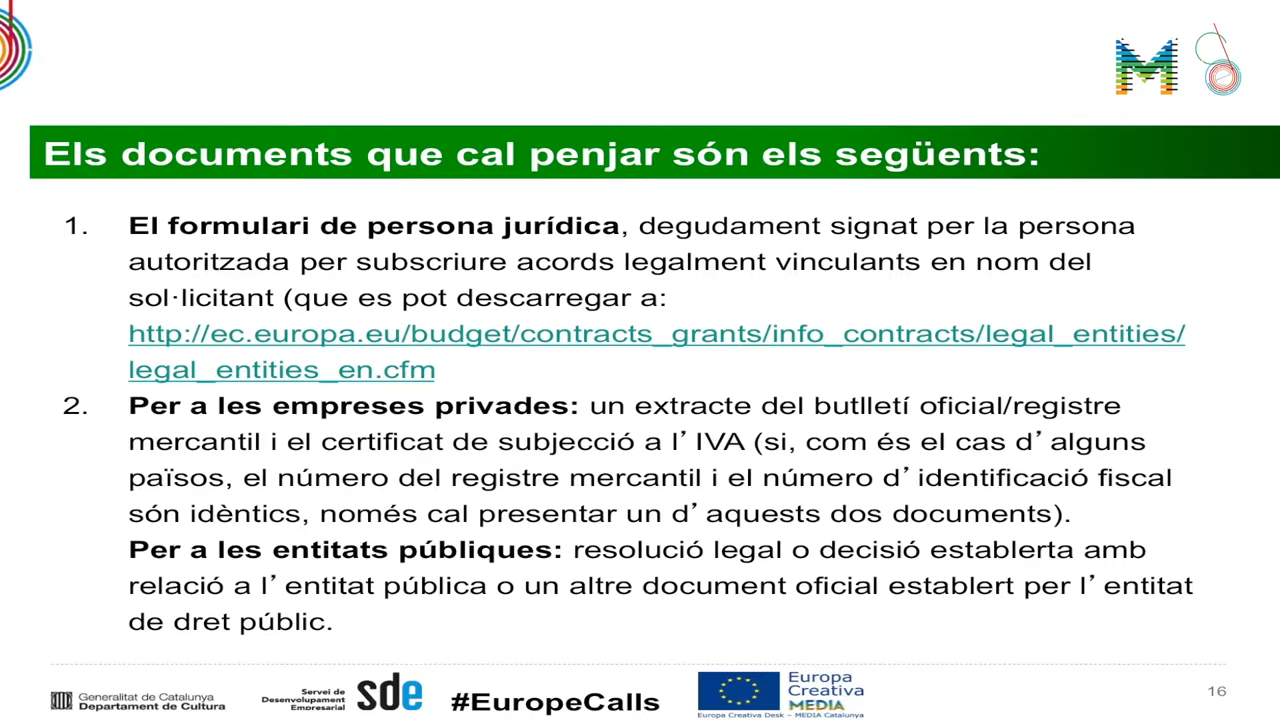 Els documents que cal penjar són els següents:
1. El formulari de persona jurídica, degudament signat per la persona
autoritzada per subscriure acords legalment vinculants en nom del
sol·licitant (que es pot descarregar a:
http://ec.europa.eu/budget/contracts_grants/info_contracts/legal_entities/
legal_entities_en.cfm
2. Per a les empreses privades: un extracte del butlletí oficial/registre
mercantil i el certificat de subjecció a l’IVA (si, com és el cas d’alguns
països, el número del registre mercantil i el número d’identificació fiscal
són idèntics, només cal presentar un d’aquests dos documents).
Per a les entitats públiques: resolució legal o decisió establerta amb
relació a l’entitat pública o un altre document oficial establert per l’entitat
de dret públic.
Generalitat de Catalunya
Departament de Cultura
Servei de
Desenvolupament
Empresarial
sde
#EuropeCalls
Europa
Creativa
MEDIA
Europa Creative Desk – MEDIA Catalunya
16